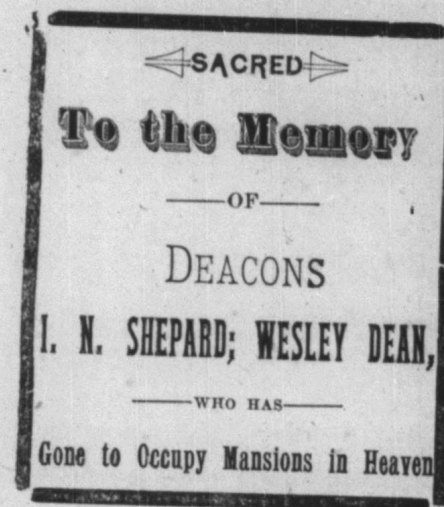 SACRED
To the Memory
OF
DEACONS
I. N. SHEPARD; WESLEY DEAN,
WHO HAS
Gone to Occupy Mansions in Heaven